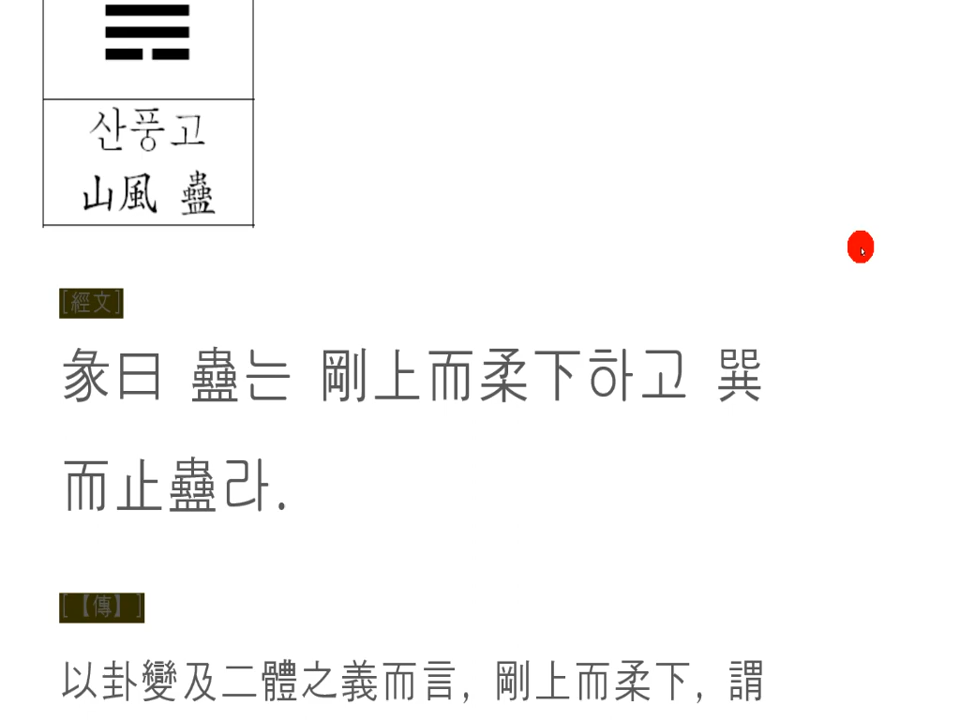 산풍고
山風 蠱
[經文]
彖曰 蠱는 剛上而柔下하고 巽
而止蠱라.
[【傳】]
以卦變及二體之義而言, 剛上而柔下, 謂